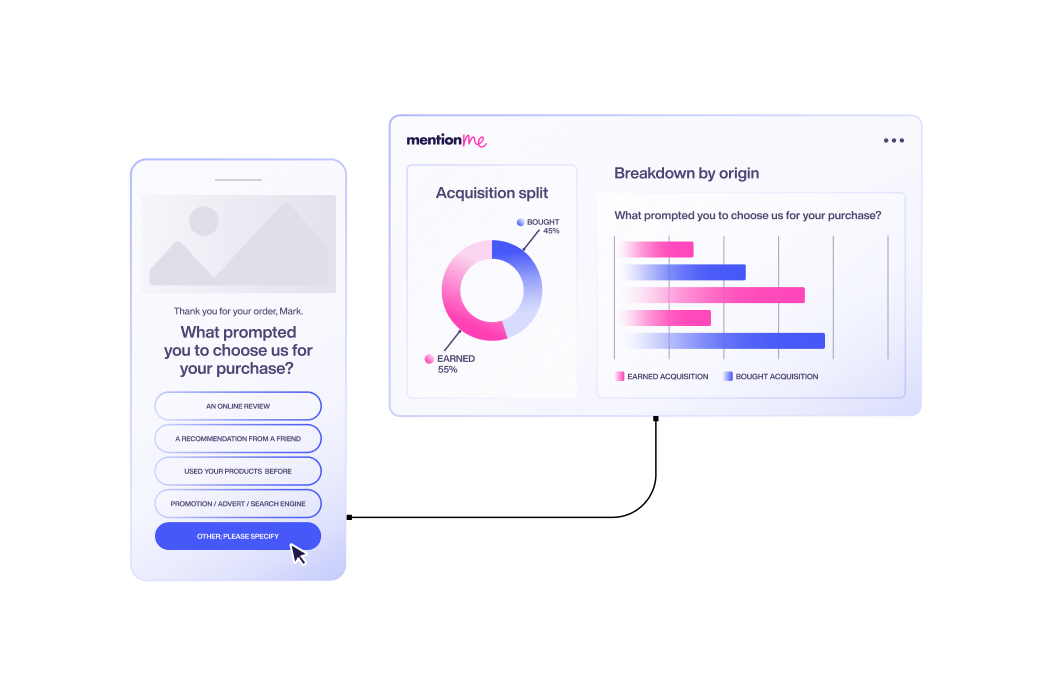 Thank you for your order, Mark.
What prompted
you to choose us for
your purchase?
AN ONLINE REVIEW
A RECOMMENDATION FROM A FRIEND
USED YOUR PRODUCTS BEFORE
PROMOTION / ADVERT / SEARCH ENGINE
OTHER; PLEASE SPECIFY
mention me
Acquisition split
BOUGHT
45%
EARNED
55%
Breakdown by origin
What prompted you to choose us for your purchase?
EARNED ACQUISITION
BOUGHT ACQUISITION